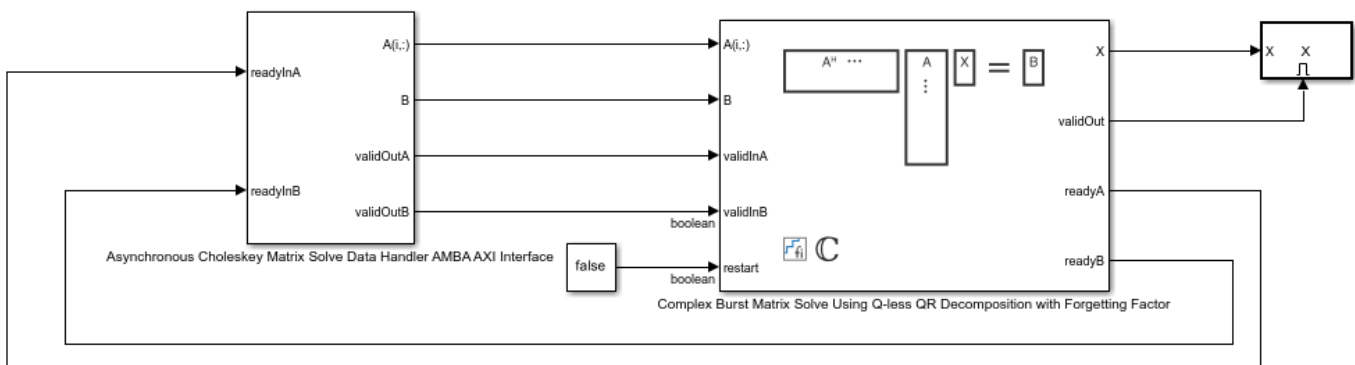 readyInA
readyInB
A(i,:)
B
validOutA
validOutB
Asynchronous Choleskey Matrix Solve Data Handler AMBA AXI Interface
false
boolean
boolean
A(i,:)
B
validInA
validInB
restart
Aᴴ ⋯
A
⋮
X
=
B
fi
ℂ
X
validOut
readyA
readyB
Complex Burst Matrix Solve Using Q-less QR Decomposition with Forgetting Factor
X
X